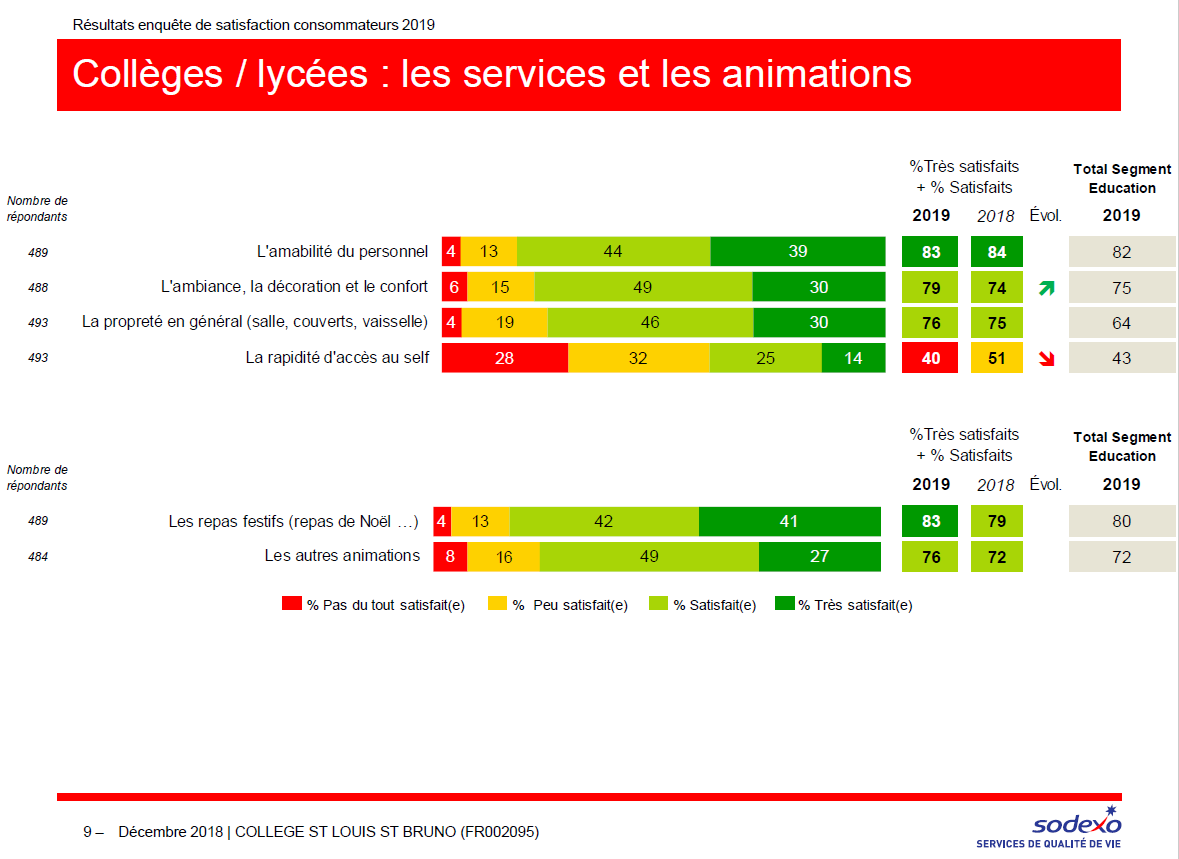 Résultats enquête de satisfaction consommateurs 2019
Collèges / lycées : les services et les animations
%Très satisfaits
+ % Satisfaits
Total Segment
Education
Nombre de
répondants
2019 2018 Évol. 2019
489 L'amabilité du personnel 4 13 44 39 83 84 82
488 L'ambiance, la décoration et le confort 6 15 49 30 79 74 75
493 La propreté en général (salle, couverts, vaisselle) 4 19 46 30 76 75 64
493 La rapidité d'accès au self 28 32 25 14 40 51 43
%Très satisfaits
+ % Satisfaits
Total Segment
Education
Nombre de
répondants
2019 2018 Évol. 2019
489 Les repas festifs (repas de Noël …) 4 13 42 41 83 79 80
484 Les autres animations 8 16 49 27 76 72 72
% Pas du tout satisfait(e) % Peu satisfait(e) % Satisfait(e) % Très satisfait(e)
9 – Décembre 2018 | COLLEGE ST LOUIS ST BRUNO (FR002095)
sodexo
SERVICES DE QUALITÉ DE VIE